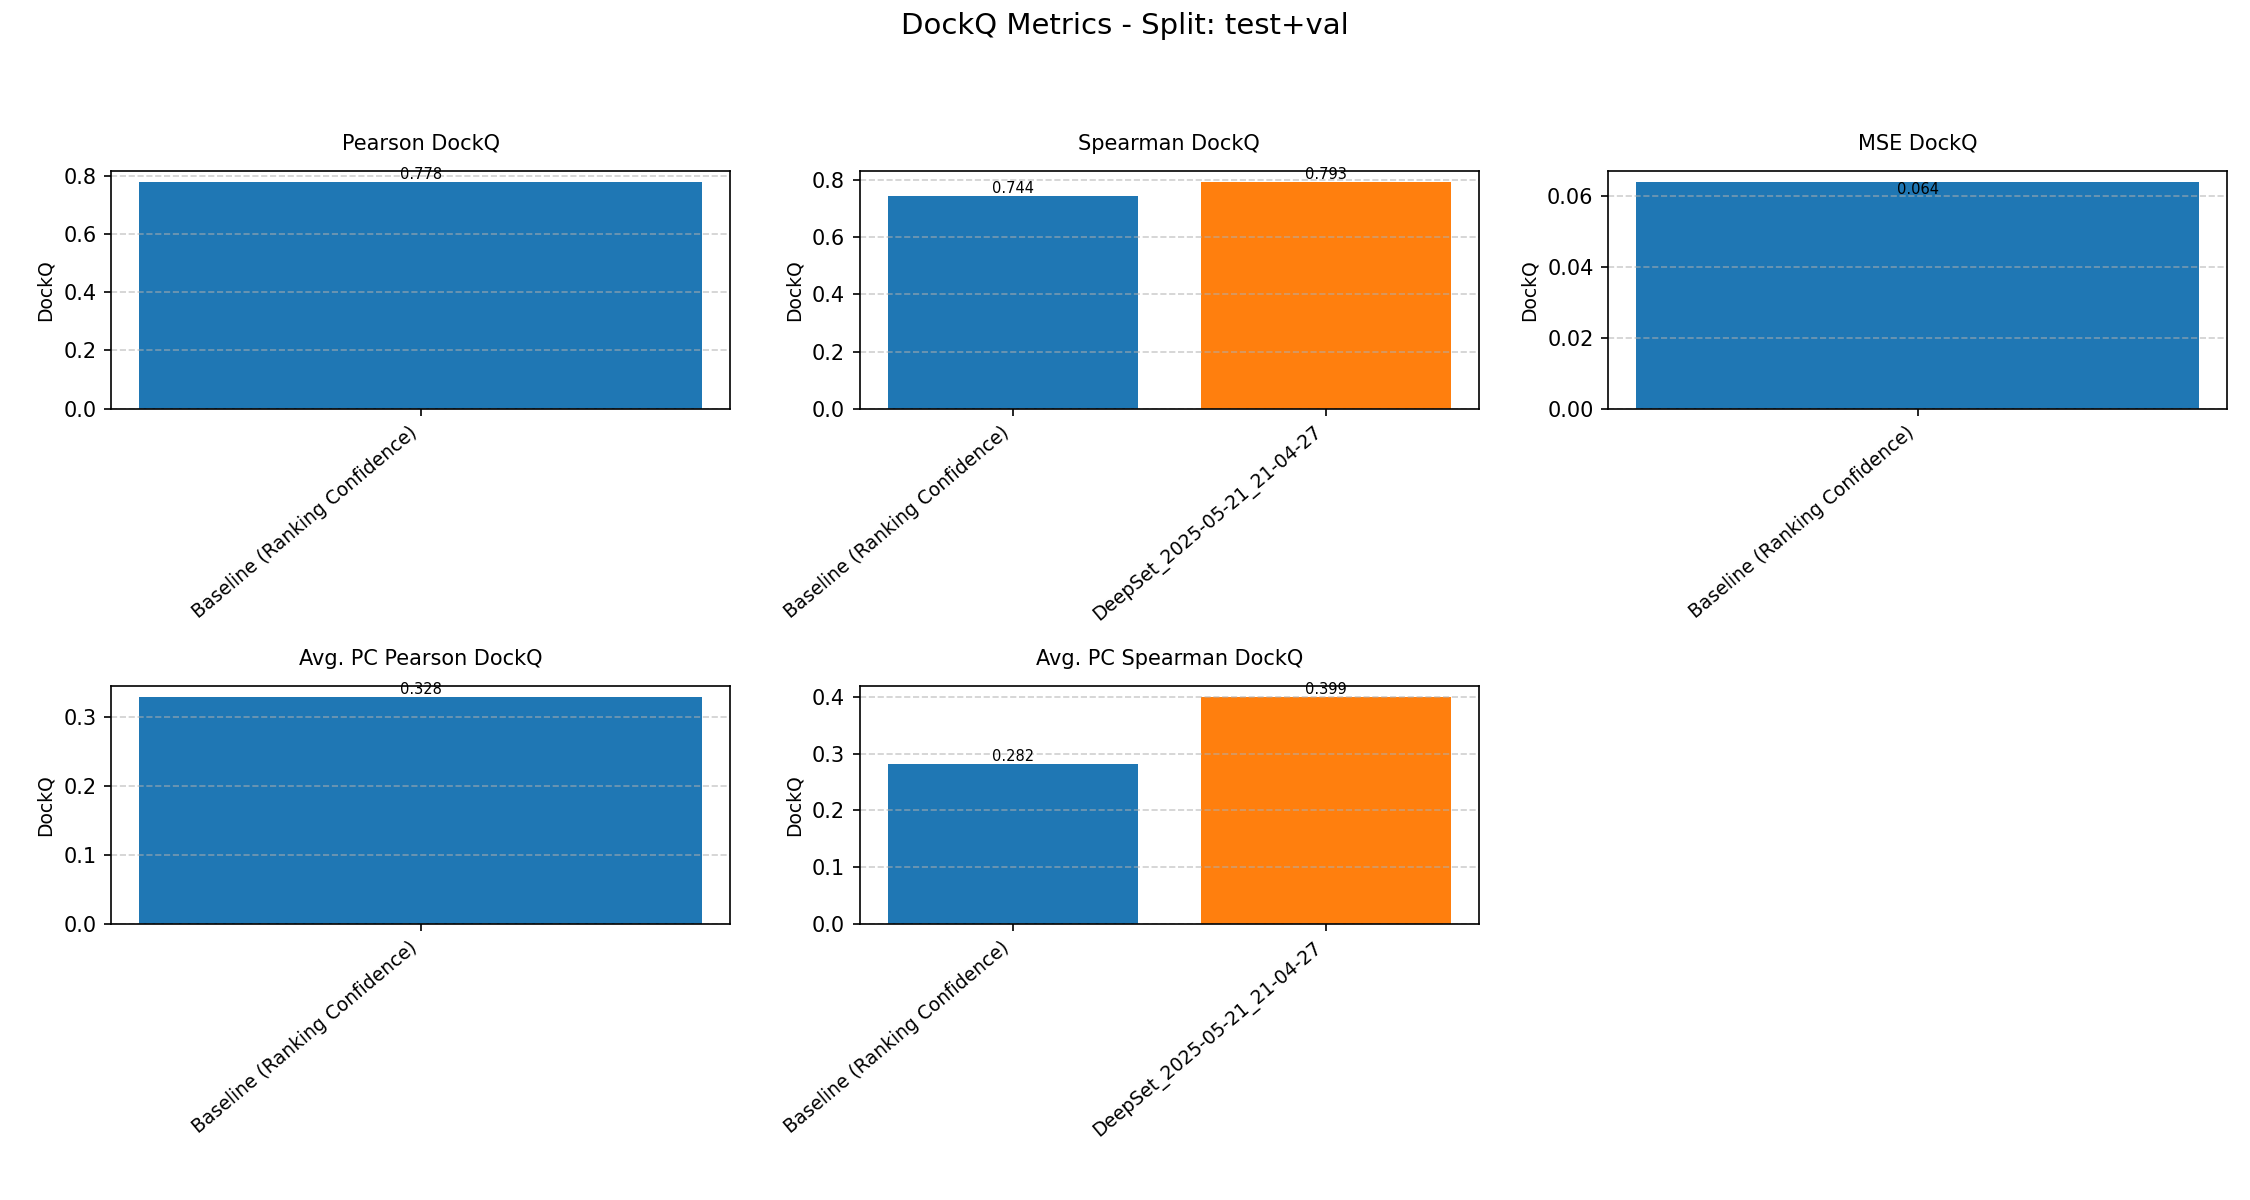 DockQ Metrics - Split: test+val
Pearson DockQ
0.778
0.8
0.6
0.4
0.2
0.0
DockQ
Baseline (Ranking Confidence)
Spearman DockQ
0.744
0.793
0.8
0.6
0.4
0.2
0.0
DockQ
Baseline (Ranking Confidence)
DeepSet_2025-05-21_21-04-27
MSE DockQ
0.064
0.06
0.04
0.02
0.00
DockQ
Baseline (Ranking Confidence)
Avg. PC Pearson DockQ
0.328
0.3
0.2
0.1
0.0
DockQ
Baseline (Ranking Confidence)
Avg. PC Spearman DockQ
0.282
0.399
0.4
0.3
0.2
0.1
0.0
DockQ
Baseline (Ranking Confidence)
DeepSet_2025-05-21_21-04-27